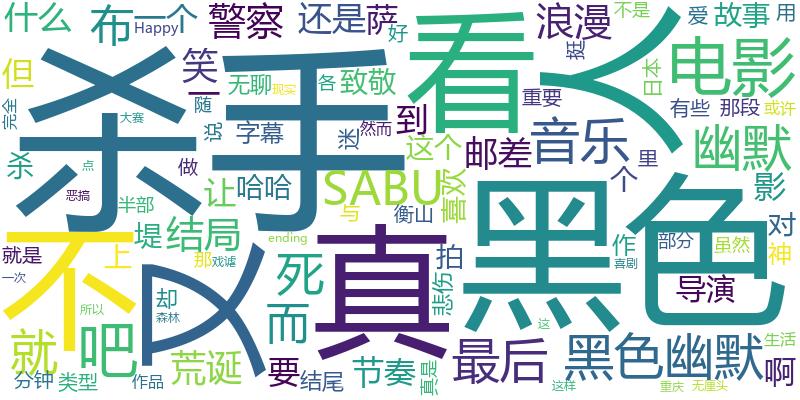 什么 布 一个 警察 还是 萨 看 人 浪漫 不是 爱 故事 用
Happy 好 挺
杀手 笑 电影
但 一 无聊 各 致敬 日本
完全 随 现实 到 重要 有些 那段 或许
大赛 说 字幕 迷 然而 这个 邮差 音乐 里 幽默
杀 点 做 哈哈 SABU 喜欢 个 影
恶搞 半部 让 与 衡山 黑色
不 堤 结局 真 对
就是 上 又 那 ending 作 部分 虽然 神
一次 却 戏谑 死 拍 喜剧 导演
就 吧 所以 森林 而 悲伤 这 生活
荒诞 要 节奏 最后 黑色幽默 啊
分钟 类型 作品 结尾 真是 这样 重庆 无厘头